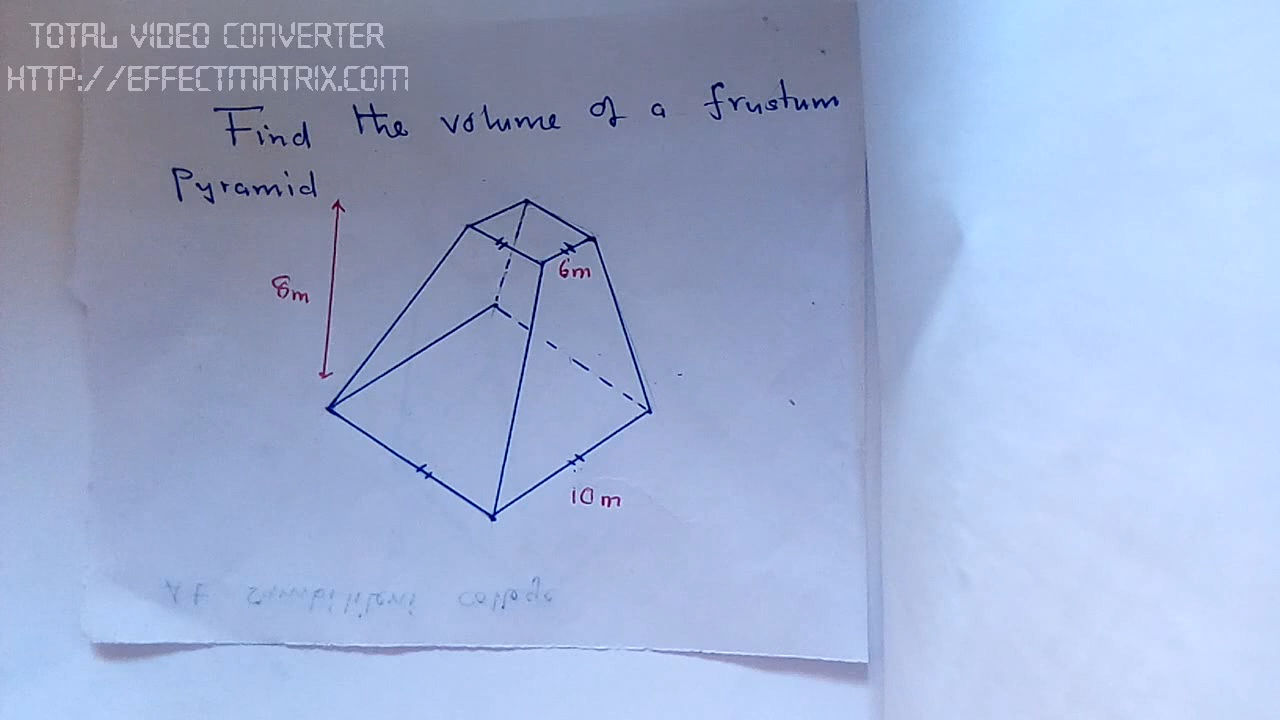 TOTAL VIDEO CONVERTER
HTTP://EFFECTMATRIX.COM
Find the volume of a frustum
Pyramid
8m
6m
10m